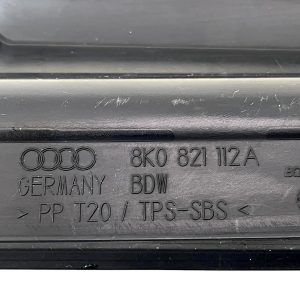 8K0 821 112A
GERMANY BDW
> PP T20 / TPS-SBS <